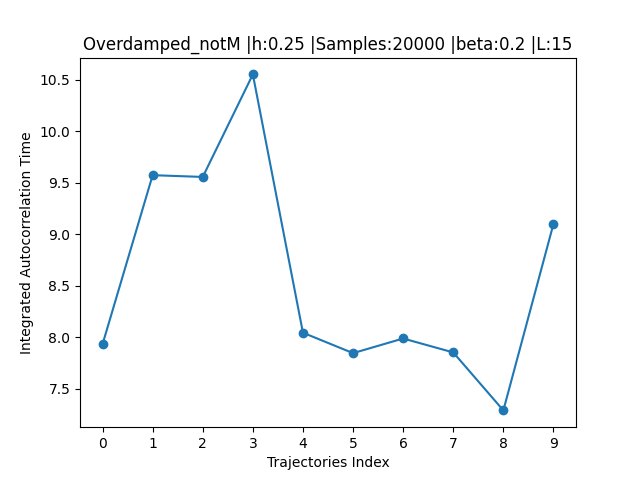 Overdamped_notM |h:0.25 |Samples:20000 |beta:0.2 |L:15
10.5
10.0
9.5
9.0
8.5
8.0
7.5
Integrated Autocorrelation Time
0 1 2 3 4 5 6 7 8 9
Trajectories Index